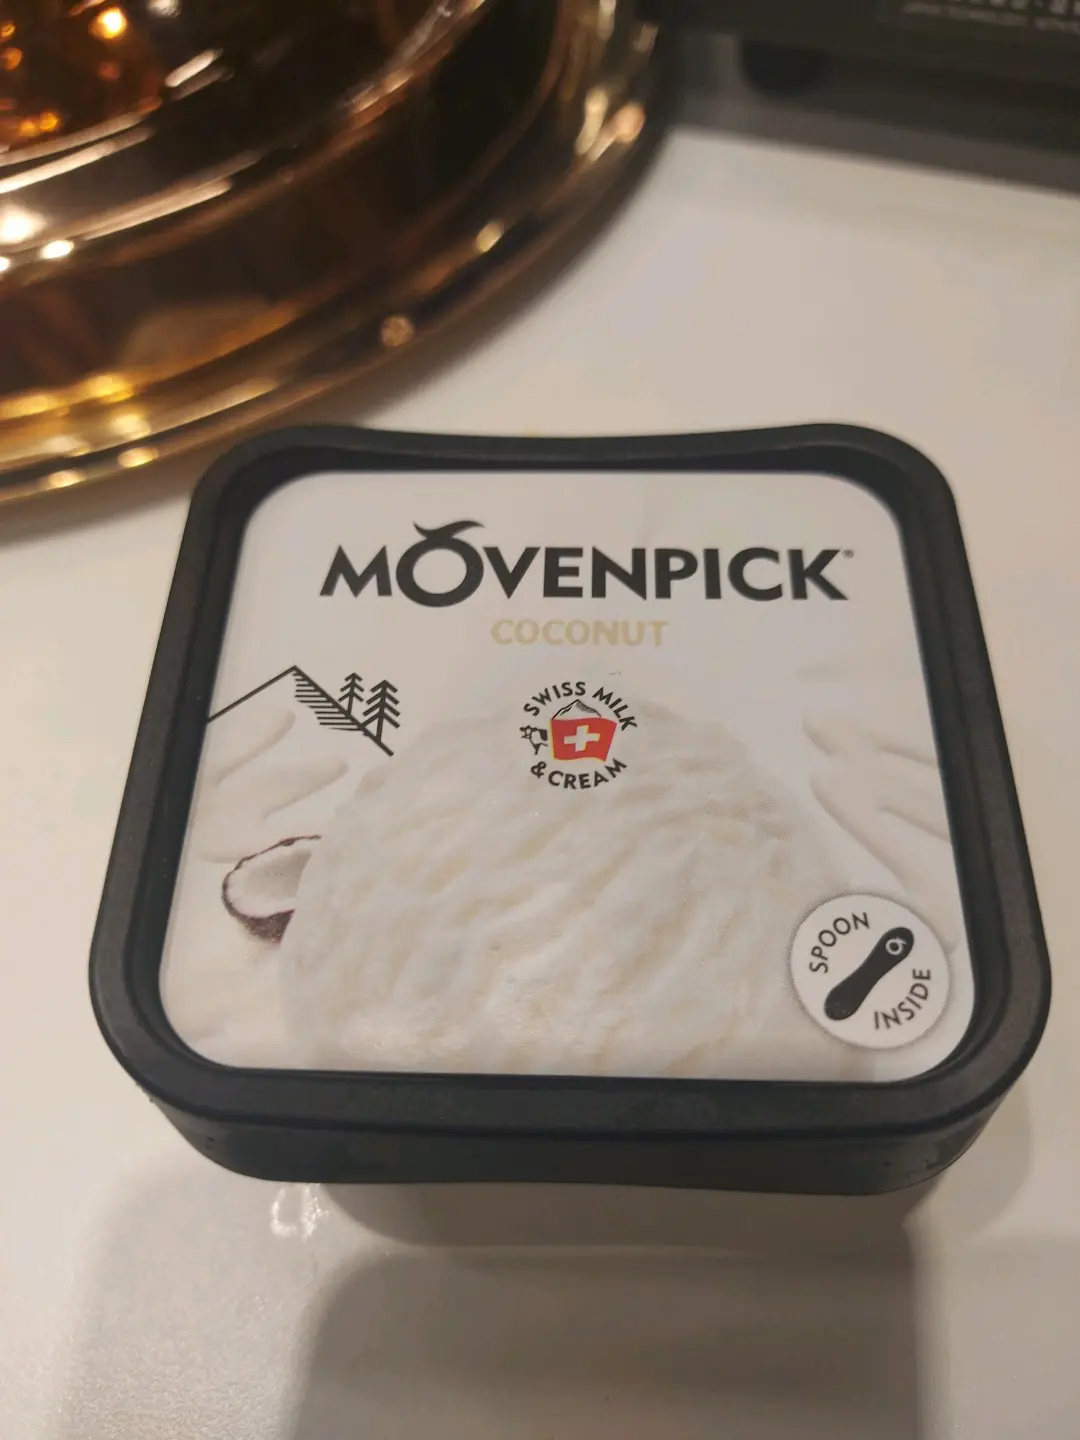 MÖVENPICK®
COCONUT
SWISS MILK
& CREAM
SPOON
INSIDE